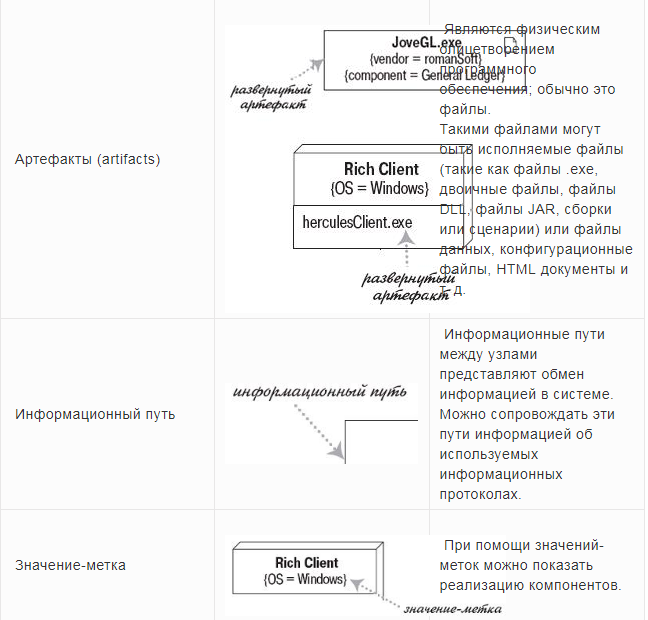 Артефакты (artifacts)
JoveGL.exe
{vendor = romanSoft}
{component = General Ledger}
развернутый
артефакт
Rich Client
{OS = Windows}
herculesClient.exe
развернутый
артефакт
Являются физическим
олицетворением
программного
обеспечения; обычно это
файлы.
Такими файлами могут
быть исполняемые файлы
(такие как файлы .exe,
двоичные файлы, файлы
DLL, файлы JAR, сборки
или сценарии) или файлы
данных, конфигурационные
файлы, HTML документы и
т. д.
Информационный путь
информационный путь
Информационные пути
между узлами
представляют обмен
информацией в системе.
Можно сопровождать эти
пути информацией об
используемых
информационных
протоколах.
Значение-метка
Rich Client
{OS = Windows}
значение-метка
При помощи значений-
меток можно показать
реализацию компонентов.